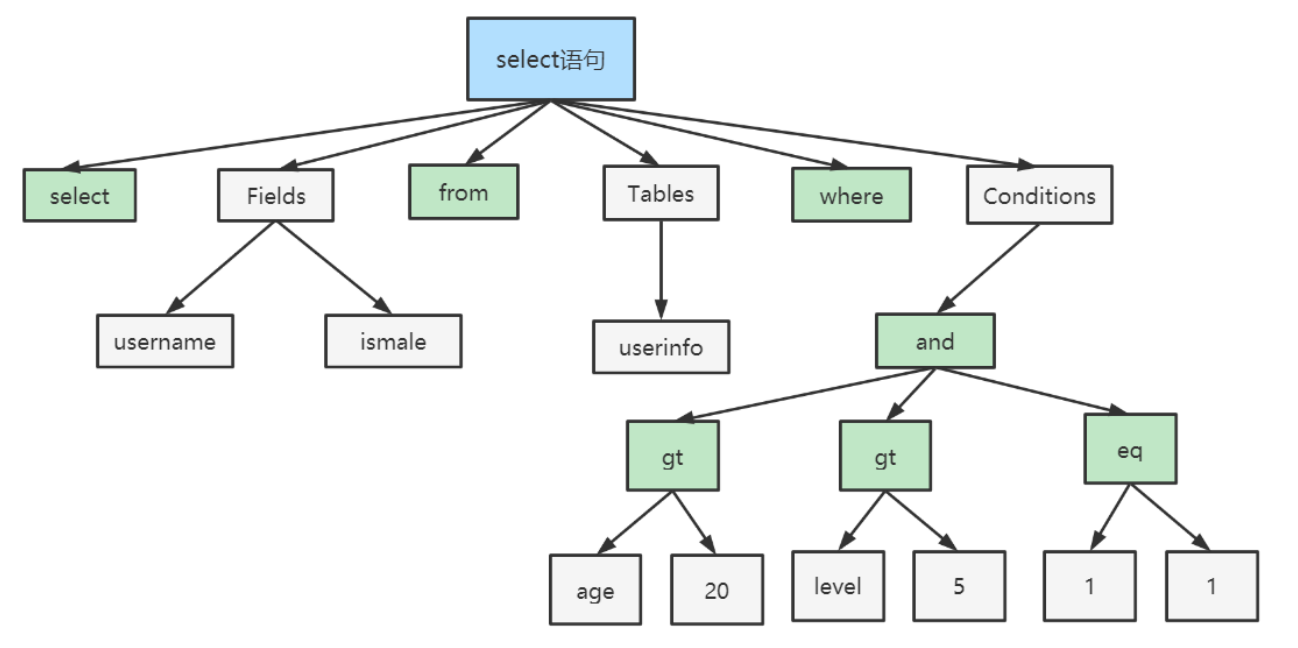 select语句
select
Fields
from
Tables
where
Conditions
username
ismale
userinfo
and
gt
gt
eq
age
20
level
5
1
1